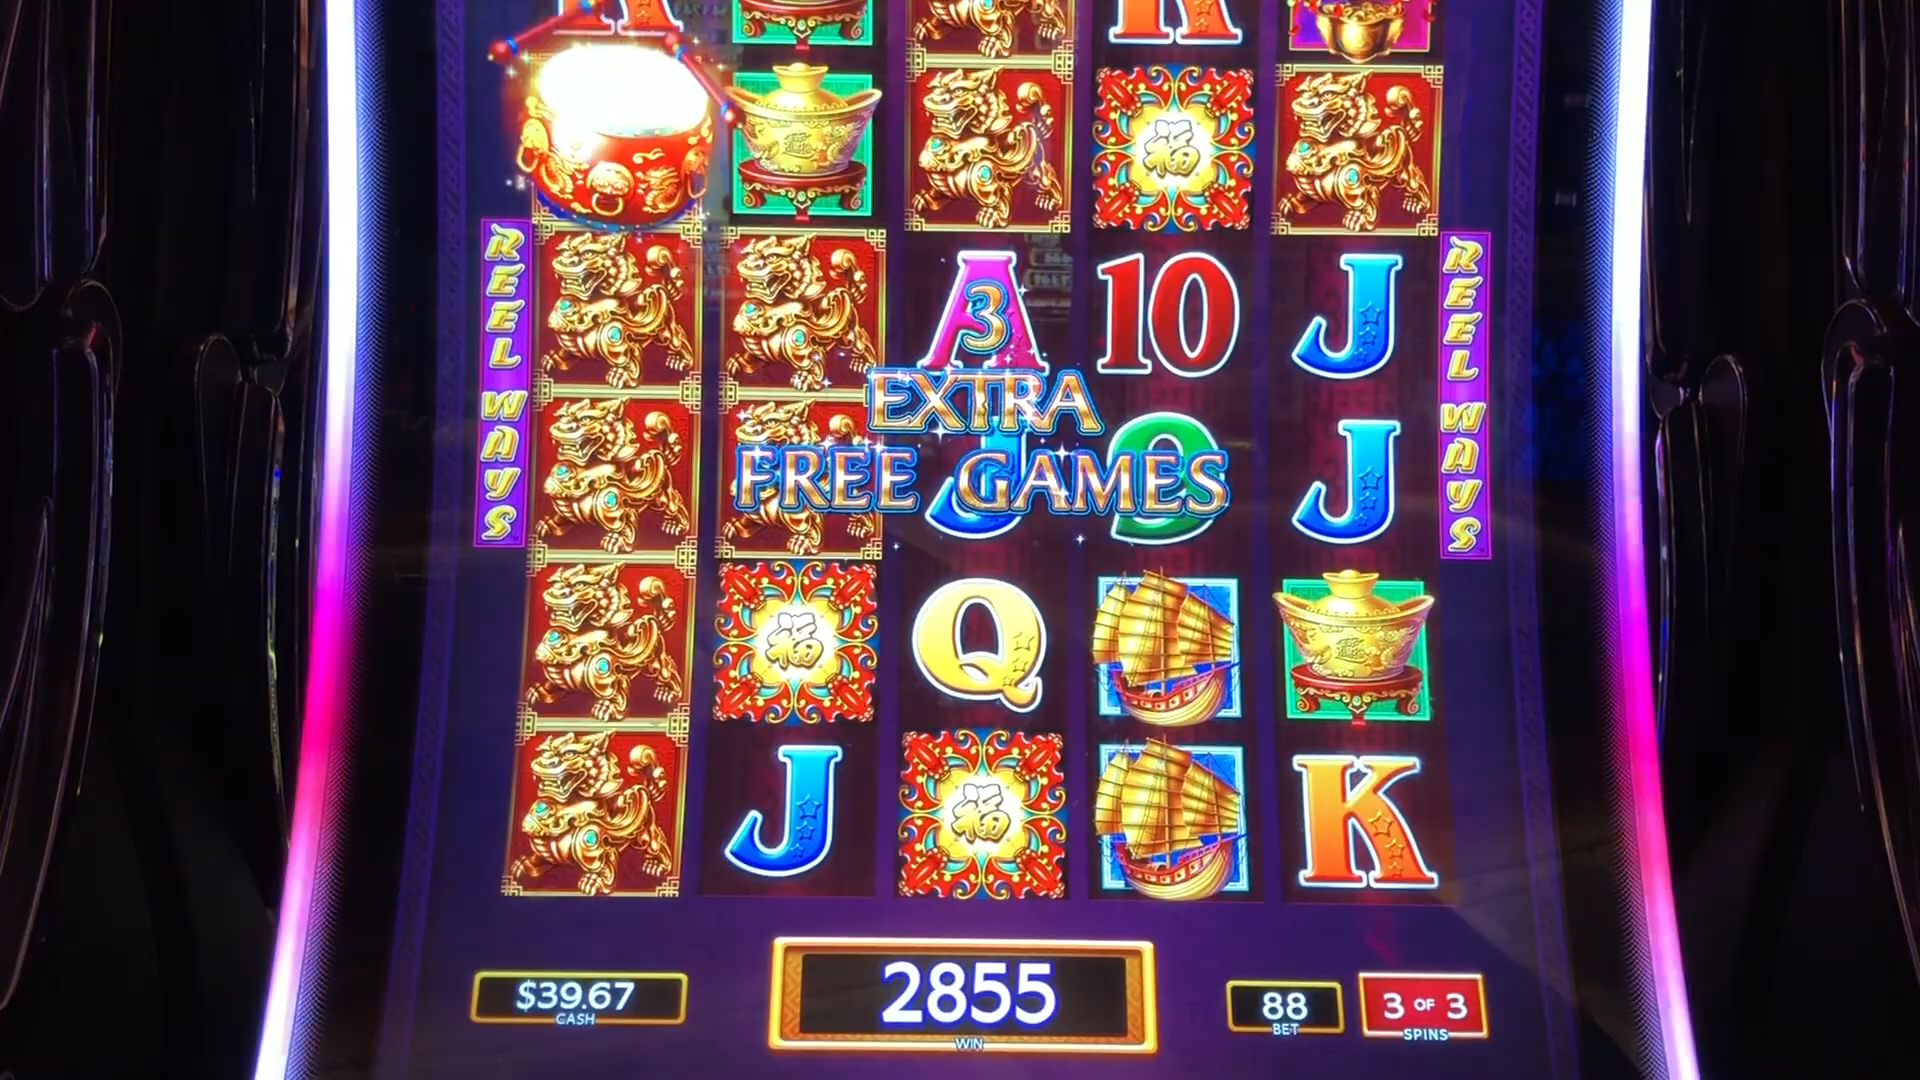 K
K
福
REEL WAYS
A
10
J
REEL WAYS
3
EXTRA
J
9
J
FREE GAMES
福
Q
J
福
K
$39.67
CASH
2855
WIN
88
BET
3 OF 3
SPINS